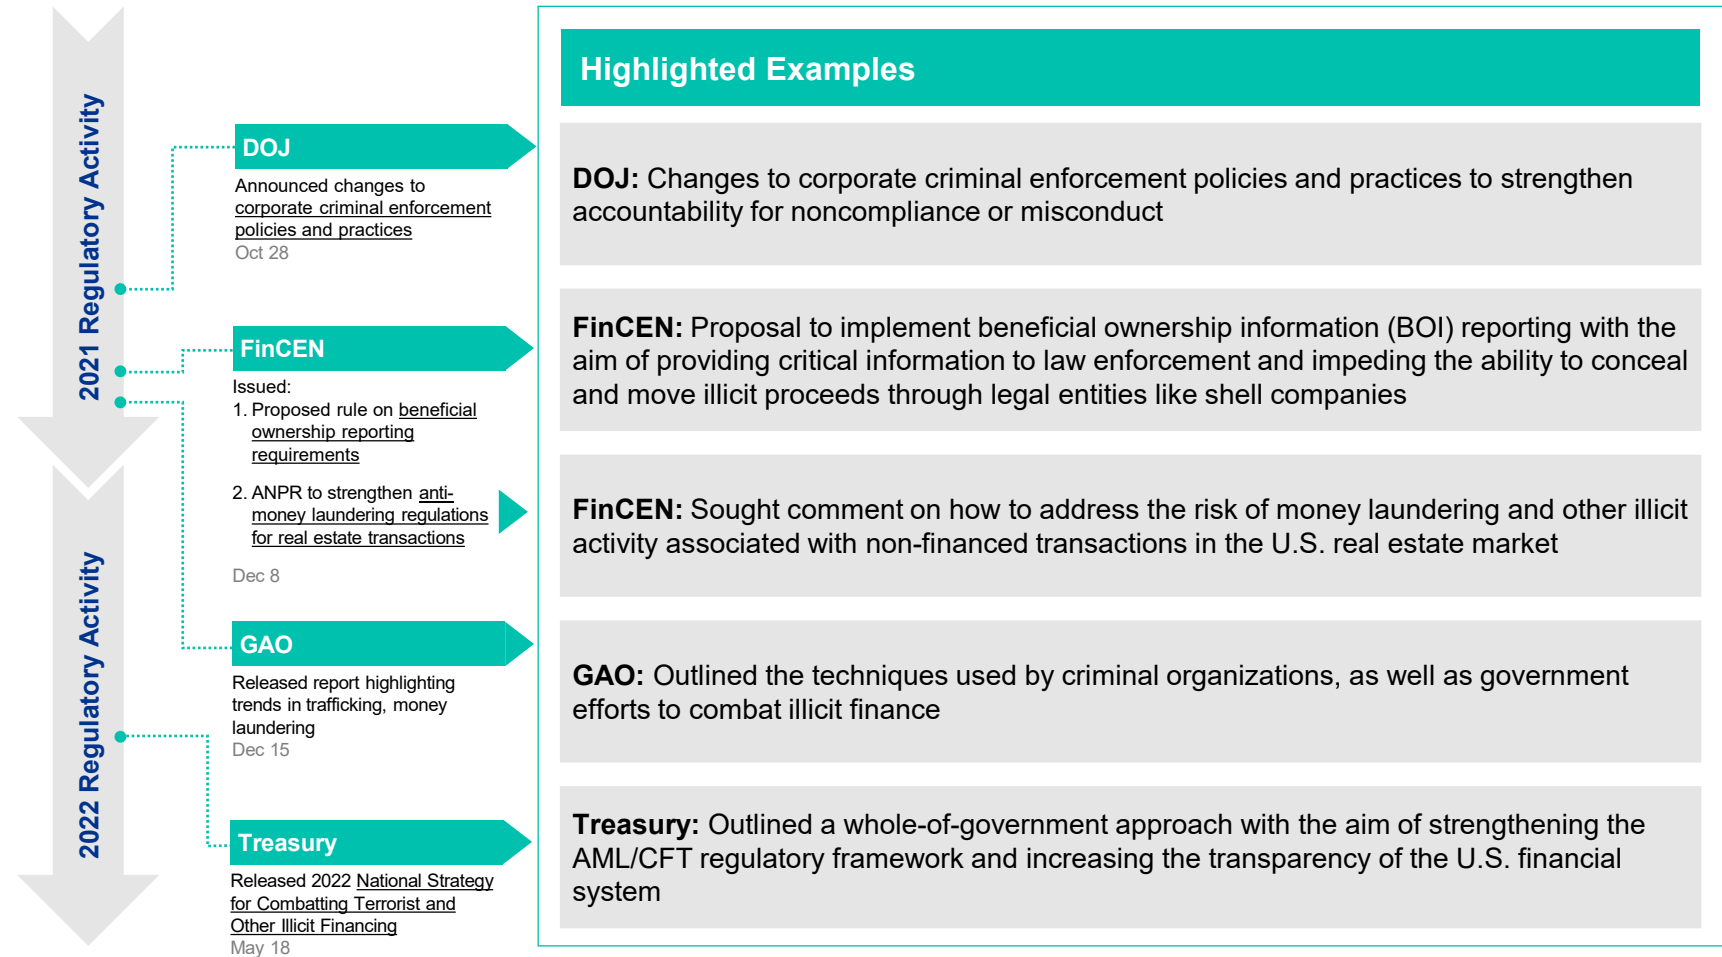 2021 Regulatory Activity
2022 Regulatory Activity
DOJ
Announced changes to
corporate criminal enforcement
policies and practices
Oct 28
FinCEN
Issued:
1. Proposed rule on beneficial
ownership reporting
requirements
2. ANPR to strengthen anti-
money laundering regulations
for real estate transactions
Dec 8
GAO
Released report highlighting
trends in trafficking, money
laundering
Dec 15
Treasury
Released 2022 National Strategy
for Combatting Terrorist and
Other Illicit Financing
May 18
Highlighted Examples
DOJ: Changes to corporate criminal enforcement policies and practices to strengthen
accountability for noncompliance or misconduct
FinCEN: Proposal to implement beneficial ownership information (BOI) reporting with the
aim of providing critical information to law enforcement and impeding the ability to conceal
and move illicit proceeds through legal entities like shell companies
FinCEN: Sought comment on how to address the risk of money laundering and other illicit
activity associated with non-financed transactions in the U.S. real estate market
GAO: Outlined the techniques used by criminal organizations, as well as government
efforts to combat illicit finance
Treasury: Outlined a whole-of-government approach with the aim of strengthening the
AML/CFT regulatory framework and increasing the transparency of the U.S. financial
system